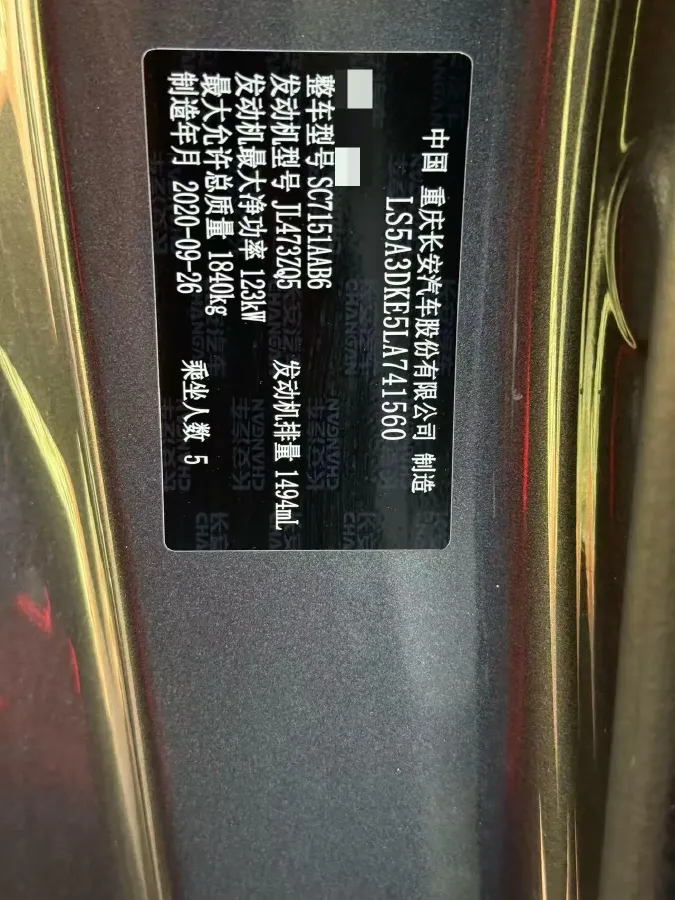 中国 重庆长安汽车股份有限公司 制造
LS5A3DKE5LA741560
整车型号 SC7151AAB6
发动机型号 JL473ZQ5 发动机排量 1494mL
发动机最大净功率 123kW
最大允许总质量 1840kg
制造年月 2020-09-26 乘坐人数 5